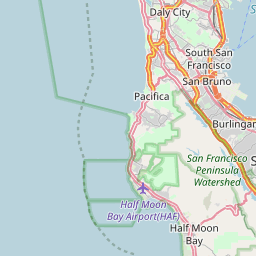 Daly City
South San
Francisco
San Bruno
Pacifica
Burlingam
San Francisco
Peninsula
Watershed
S
Half Moon
Bay Airport(HAF)
Half Moon
Bay